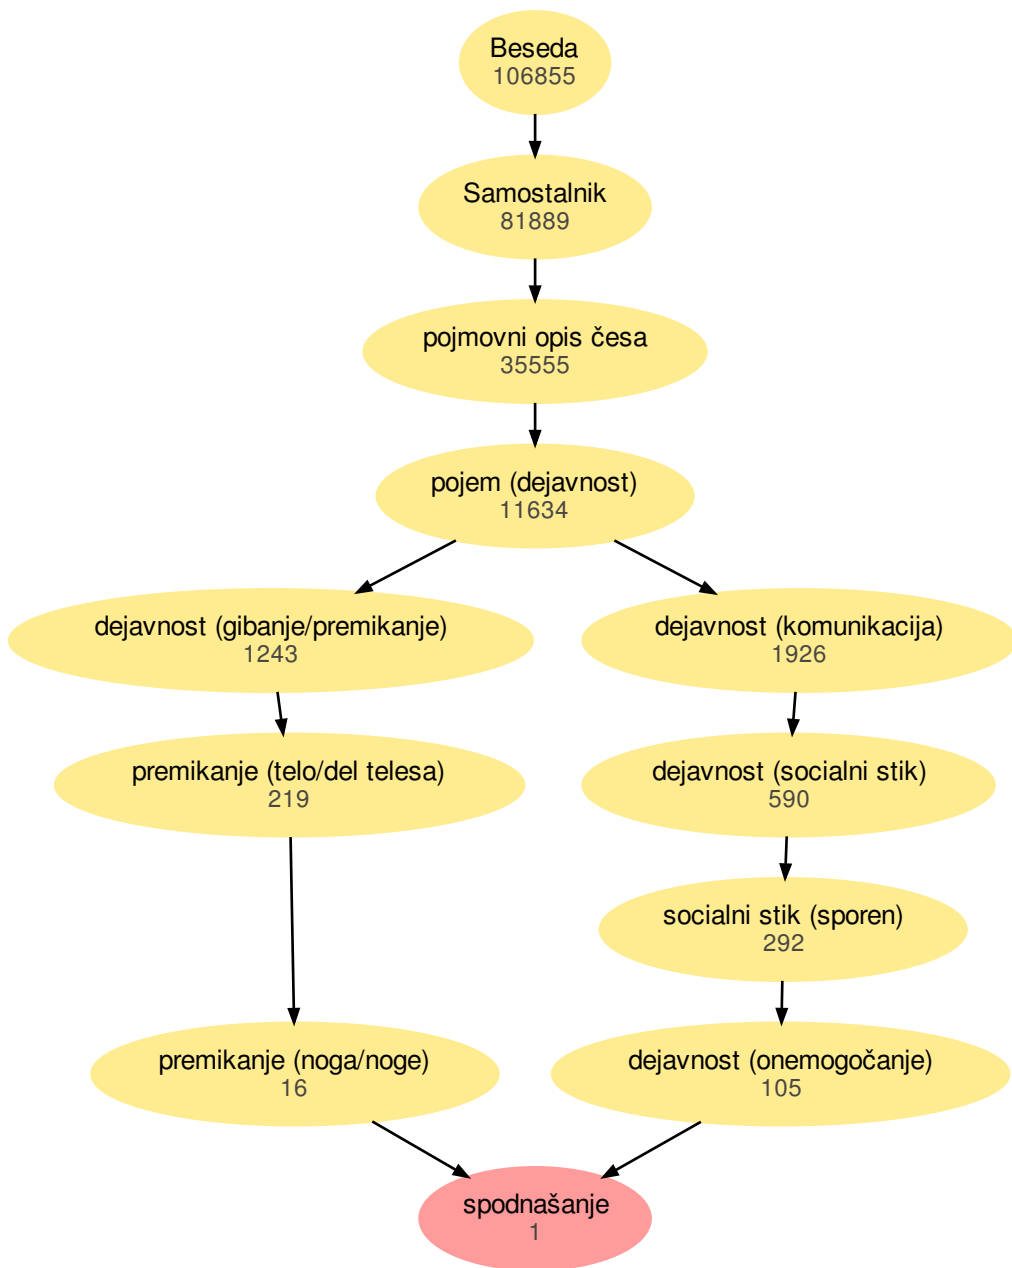 Beseda
106855
Samostalnik
81889
pojmovni opis česa
35555
pojem (dejavnost)
11634
dejavnost (gibanje/premikanje)
1243
dejavnost (komunikacija)
1926
premikanje (telo/del telesa)
219
dejavnost (socialni stik)
590
socialni stik (sporen)
292
premikanje (noga/noge)
16
dejavnost (onemogočanje)
105
spodnašanje
1